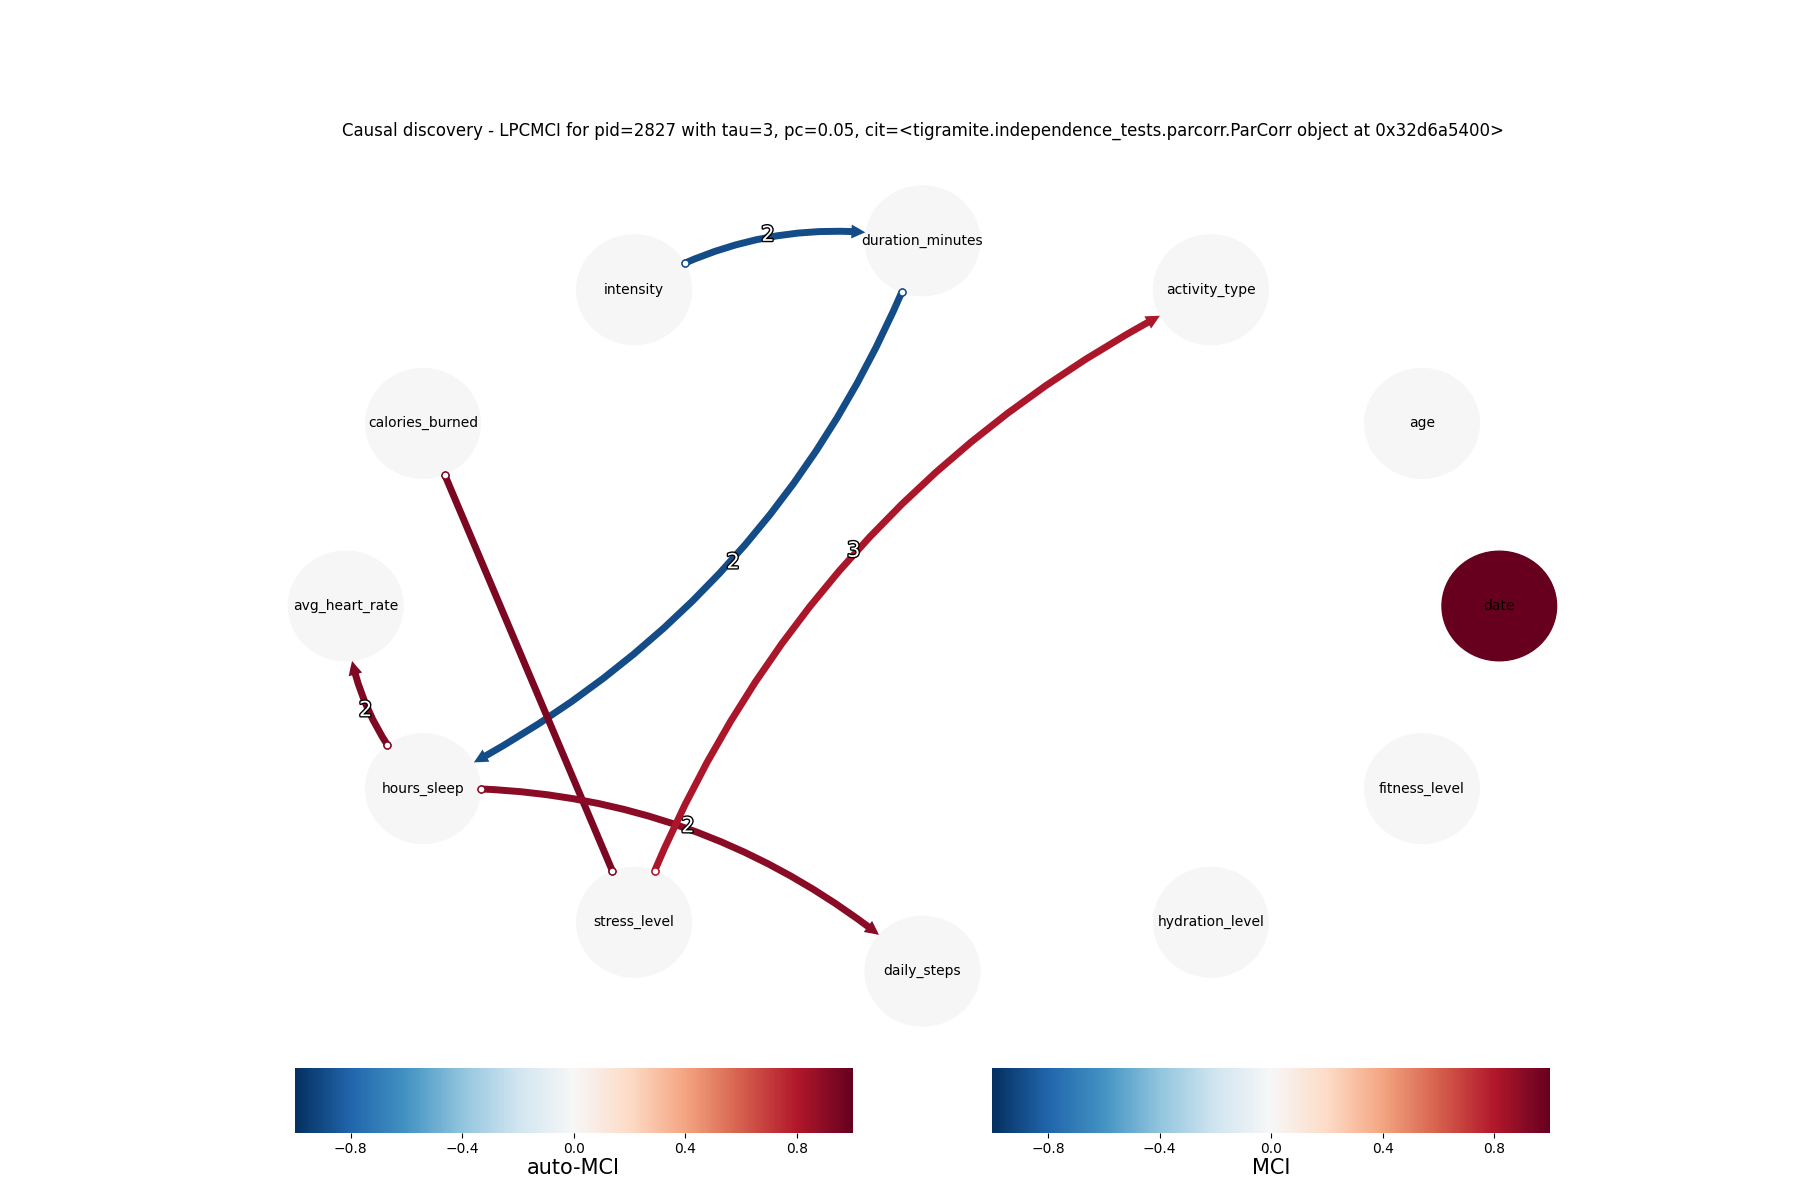 Causal discovery - LPCMCI for pid=2827 with tau=3, pc=0.05, cit=<tigramite.independence_tests.parcorr.ParCorr object at 0x32d6a5400>
2
duration_minutes
intensity
activity_type
calories_burned
age
2
3
avg_heart_rate
date
2
hours_sleep
fitness_level
2
stress_level
hydration_level
daily_steps
−0.8 −0.4 0.0 0.4 0.8
auto-MCI
−0.8 −0.4 0.0 0.4 0.8
MCI